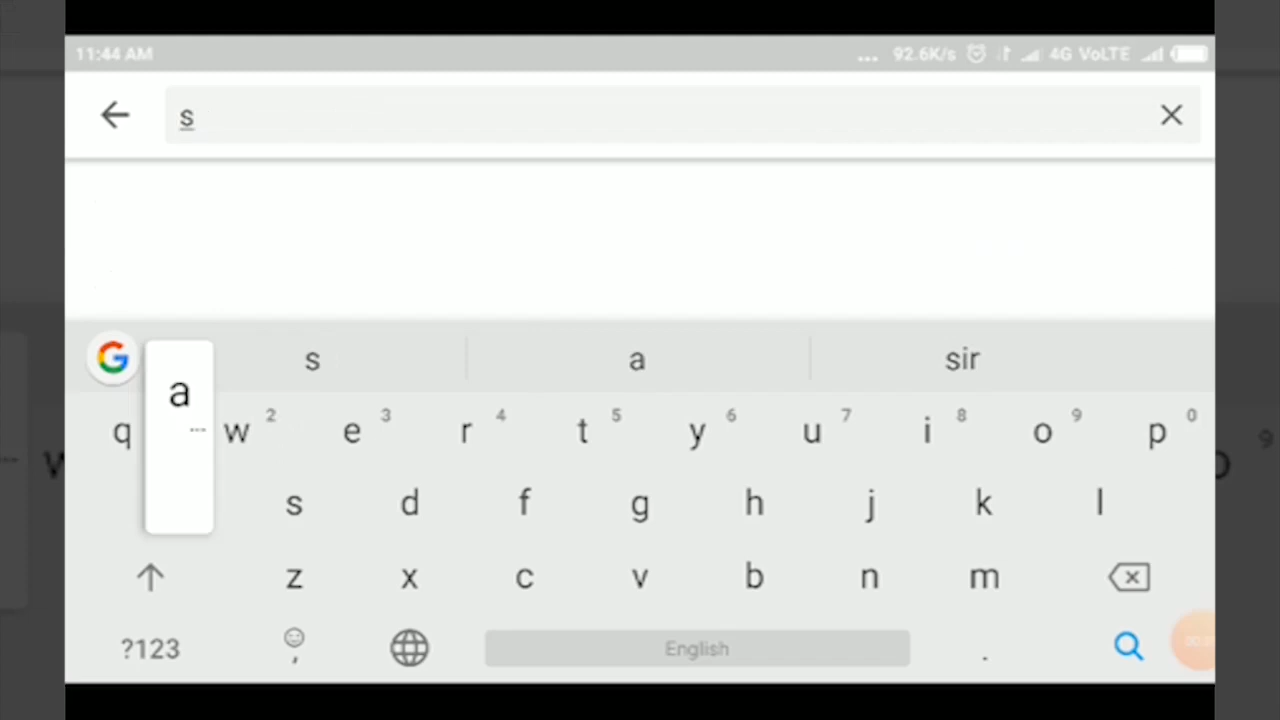 11:44 AM ... 92.6K/s 4G VoLTE
s
G s a sir
a
q w 2 e 3 r 4 t 5 y 6 u 7 i 8 o 9 p 0
s d f g h j k l
z x c v b n m
?123 , English .